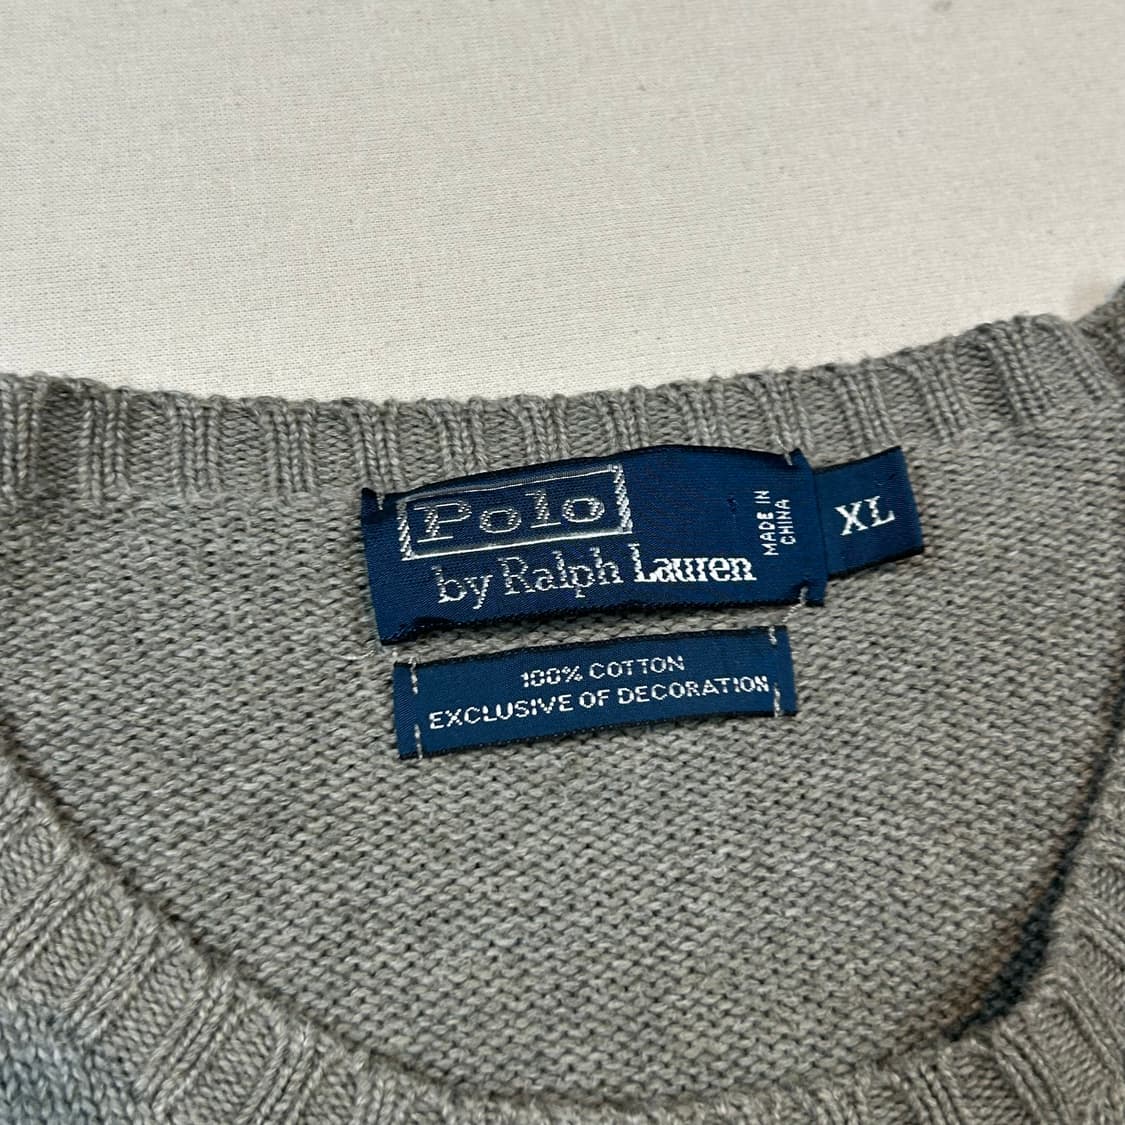 Polo
by Ralph Lauren
MADE IN
CHINA
XL
100% COTTON
EXCLUSIVE OF DECORATION